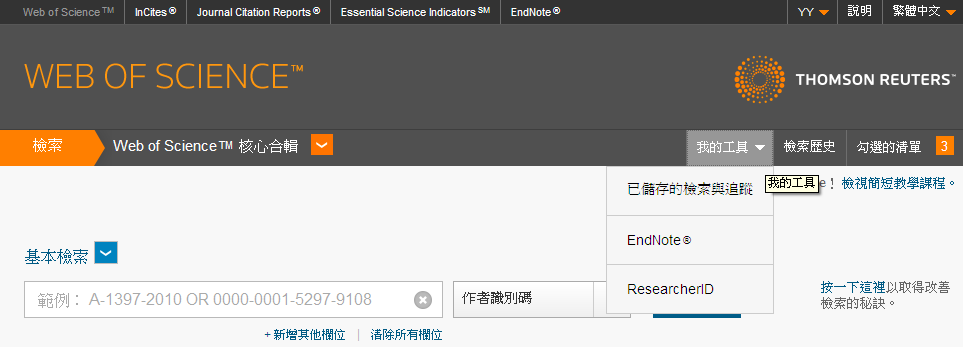 Web of Science™ InCites® Journal Citation Reports® Essential Science Indicators℠ EndNote® YY 說明 繁體中文
WEB OF SCIENCE™
THOMSON REUTERS™
檢索 Web of Science™ 核心合輯 我的工具 檢索歷史 勾選的清單 3
已儲存的檢索與追蹤 我的工具 e! 檢視簡短教學課程。
EndNote®
ResearcherID
基本檢索
範例: A-1397-2010 OR 0000-0001-5297-9108 作者識別碼
按一下這裡以取得改善
檢索的秘訣。
+ 新增其他欄位 | 清除所有欄位